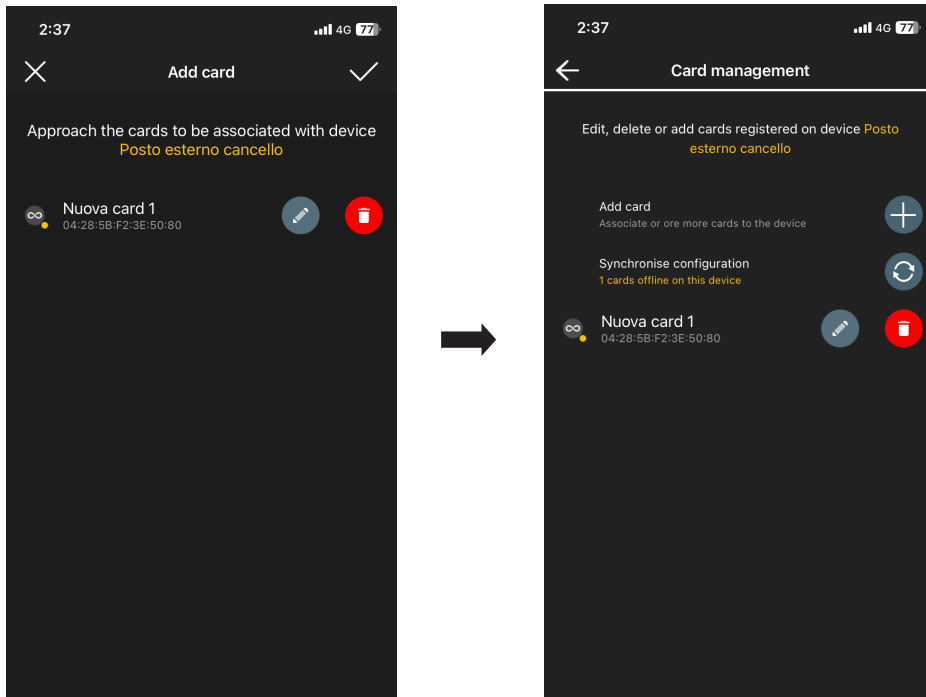 2:37
4G 77
Add card
Approach the cards to be associated with device
Posto esterno cancello
Nuova card 1
04:28:5B:F2:3E:50:80
2:37
4G 77
Card management
Edit, delete or add cards registered on device Posto
esterno cancello
Add card
Associate or ore more cards to the device
Synchronise configuration
1 cards offline on this device
Nuova card 1
04:28:5B:F2:3E:50:80